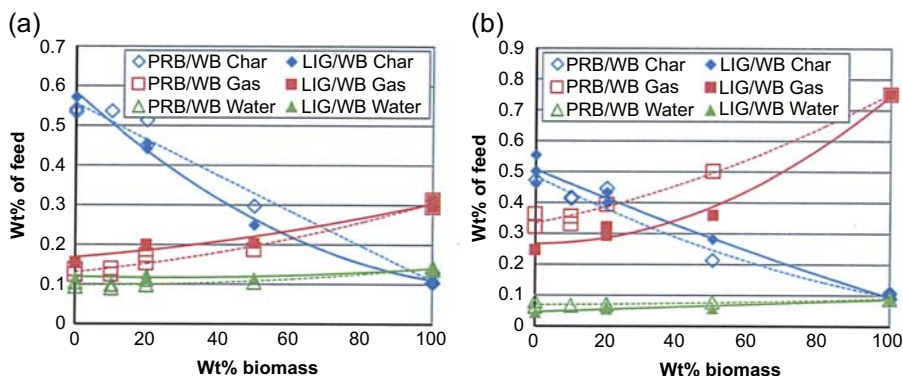 (a)
0.7
0.6
0.5
0.4
0.3
0.2
0.1
0
Wt% of feed
PRB/WB Char
LIG/WB Char
PRB/WB Gas
LIG/WB Gas
PRB/WB Water
LIG/WB Water
0 20 40 60 80 100
Wt% biomass
(b)
0.9
0.8
0.7
0.6
0.5
0.4
0.3
0.2
0.1
0
Wt% of feed
PRB/WB Char
LIG/WB Char
PRB/WB Gas
LIG/WB Gas
PRB/WB Water
LIG/WB Water
0 20 40 60 80 100
Wt% biomass